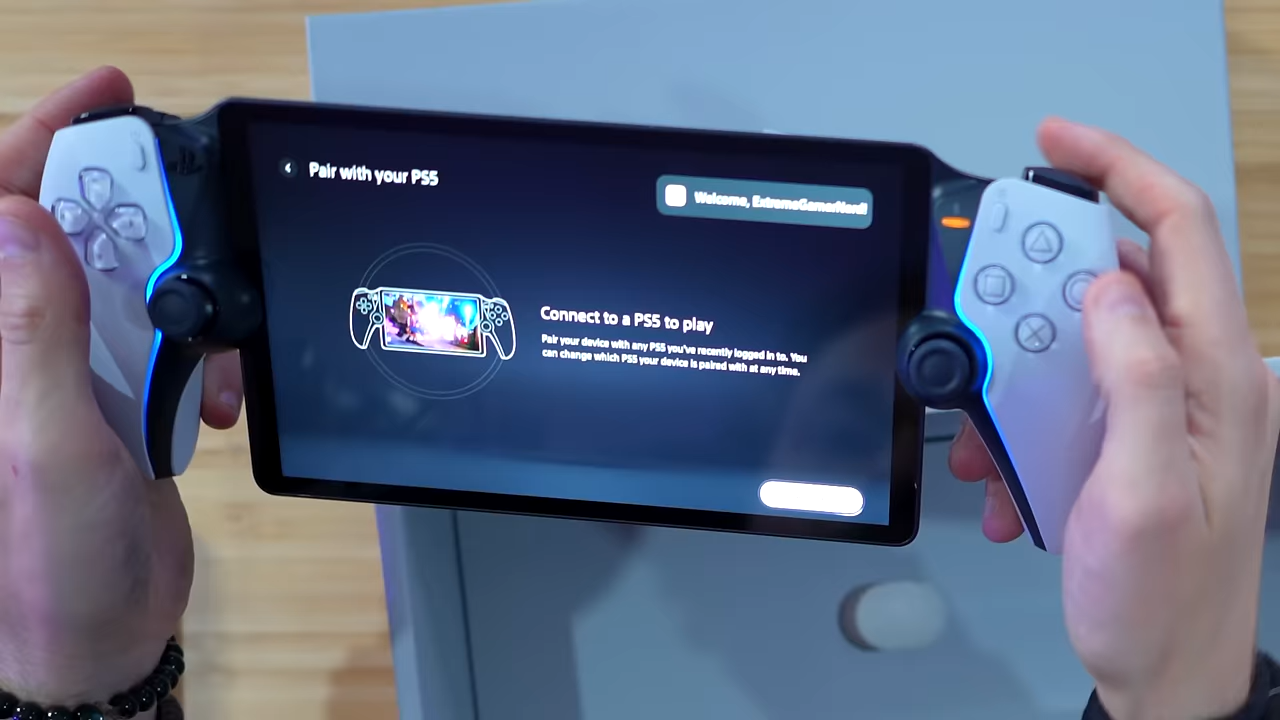 Pair with your PS5
Welcome, ExtremeGamerNerd!
Connect to a PS5 to play
Pair your device with any PS5 you've recently logged in to. You
can change which PS5 your device is paired with at any time.